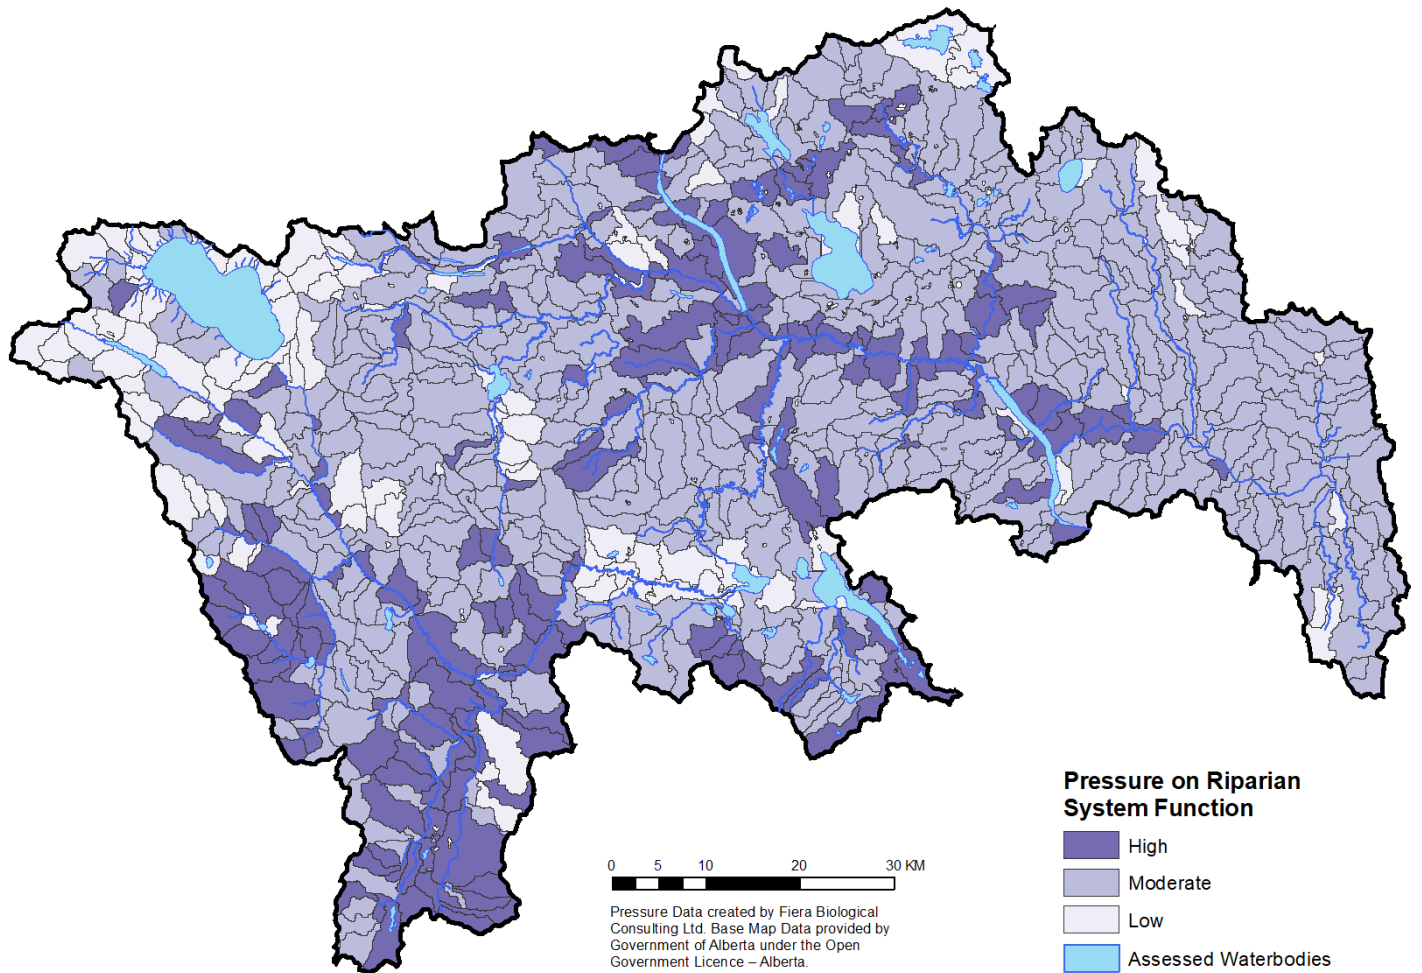 Pressure on Riparian
System Function
High
Moderate
Low
Assessed Waterbodies
0 5 10 20 30 KM
Pressure Data created by Fiera Biological
Consulting Ltd. Base Map Data provided by
Government of Alberta under the Open
Government Licence – Alberta.